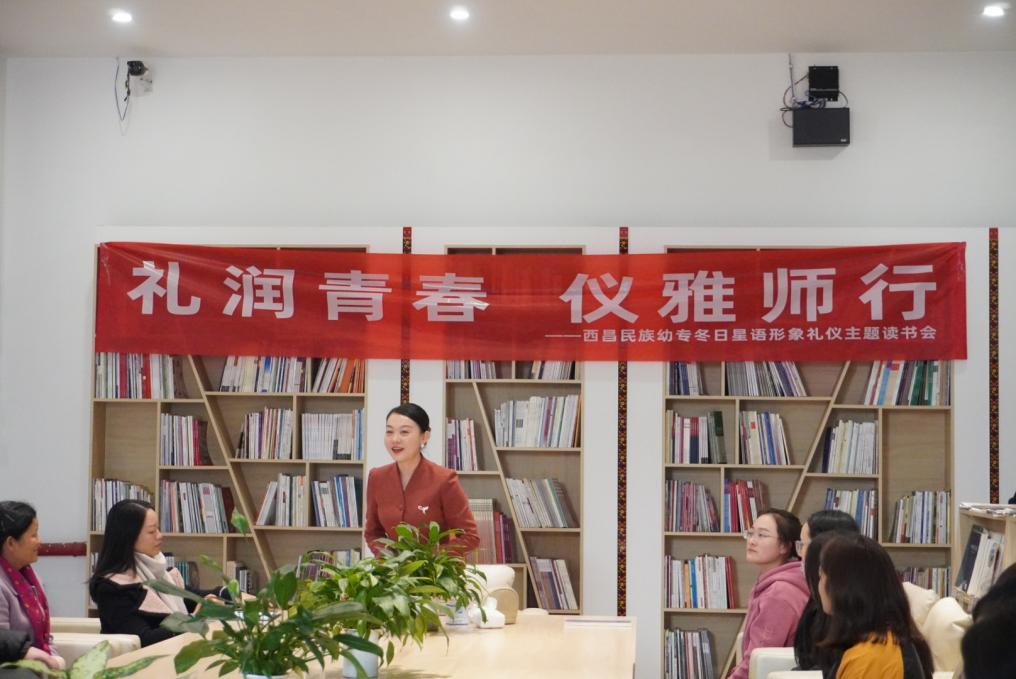 礼润青春 仪雅师行
——西昌民族幼专冬日星语形象礼仪主题读书会